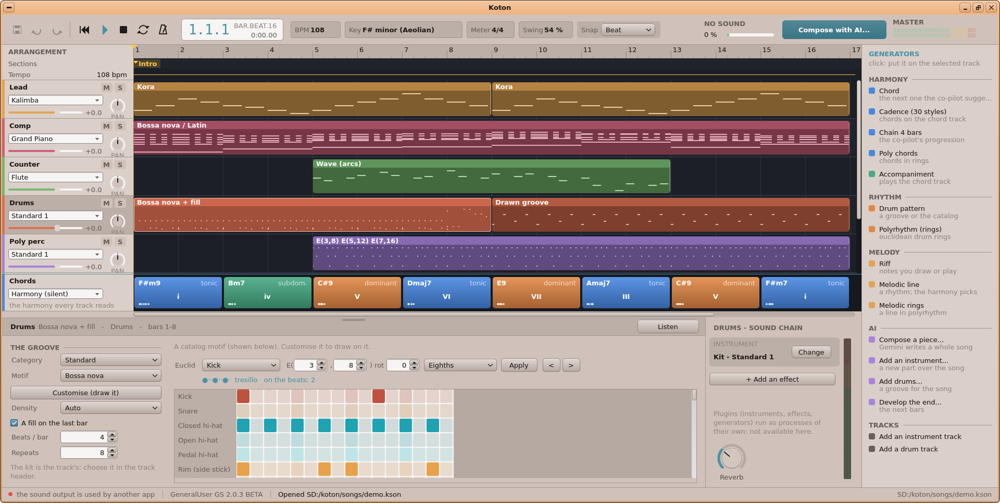 Koton
1.1.1 BAR.BEAT.16 0:00.00
BPM 108
Key F# minor (Aeolian)
Meter 4/4
Swing 54 %
Snap Beat
NO SOUND
0 %
Compose with AI...
MASTER
ARRANGEMENT
1 2 3 4 5 6 7 8 9 10 11 12 13 14 15 16 17
Sections
Intro
Tempo 108 bpm
Lead M S
Kalimba
+0.0 PAN
Kora Kora
Comp M S
Grand Piano
+0.0 PAN
Bossa nova / Latin
Counter M S
Flute
+0.0 PAN
Wave (arcs)
Drums M S
Standard 1
+0.0 PAN
Bossa nova + fill Drawn groove
Poly perc M S
Standard 1
+0.0 PAN
E(3,8) E(5,12) E(7,16)
Chords
Harmony (silent)
the harmony every track reads
F#m9 tonic i
Bm7 subdom. iv
C#9 dominant V
Dmaj7 tonic VI
E9 dominant VII
Amaj7 tonic III
C#9 dominant V
F#m7 tonic i
GENERATORS
click: put it on the selected track
HARMONY
Chord
the next one the co-pilot sugge...
Cadence (30 styles)
chords on the chord track
Chain 4 bars
the co-pilot's progression
Poly chords
chords in rings
Accompaniment
plays the chord track
RHYTHM
Drum pattern
a groove or the catalog
Polyrhythm (rings)
euclidean drum rings
MELODY
Riff
notes you draw or play
Melodic line
a rhythm; the harmony picks
Melodic rings
a line in polyrhythm
AI
Compose a piece...
Gemini writes a whole song
Add an instrument...
a new part over the song
Add drums...
a groove for the song
Develop the end...
the next bars
TRACKS
Add an instrument track
Add a drum track
Drums Bossa nova + fill - Drums - bars 1-8
Listen
THE GROOVE
Category Standard
Motif Bossa nova
Customise (draw it)
Density Auto
A fill on the last bar
Beats / bar 4
Repeats 8
The kit is the track's: choose it in the track
header.
A catalog motif (shown below). Customise it to draw on it.
Euclid Kick E( 3 , 8 ) rot 0 Eighths Apply < >
tresillo on the beats: 2
Kick
Snare
Closed hi-hat
Open hi-hat
Pedal hi-hat
Rim (side stick)
DRUMS - SOUND CHAIN
INSTRUMENT
Kit - Standard 1
Change
+ Add an effect
Plugins (instruments, effects,
generators) run as processes of
their own: not available here.
Reverb
the sound output is used by another app
GeneralUser GS 2.0.3 BETA
Opened SD:/koton/songs/demo.kson
SD:/koton/songs/demo.kson